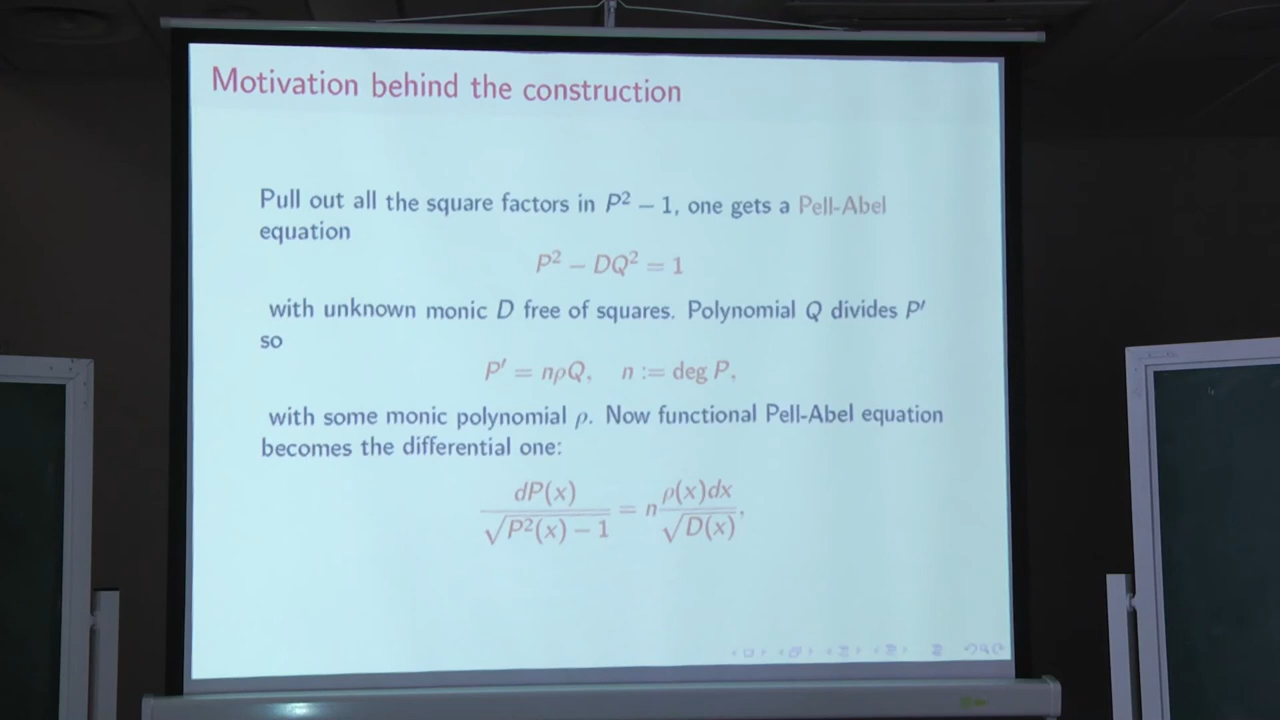 Motivation behind the construction
Pull out all the square factors in P² − 1, one gets a Pell-Abel
equation
P² − DQ² = 1
with unknown monic D free of squares. Polynomial Q divides P′
so
P′ = nρQ, n := deg P,
with some monic polynomial ρ. Now functional Pell-Abel equation
becomes the differential one:
dP(x)/√(P²(x) − 1) = n ρ(x)dx/√D(x),